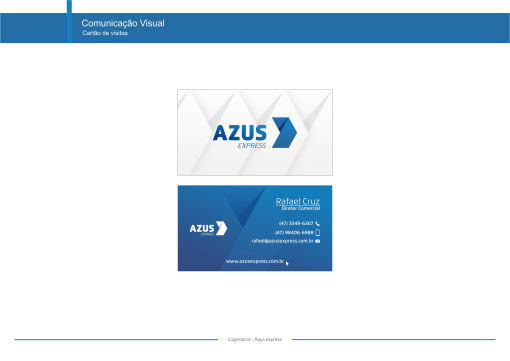 Comunicação Visual
Cartão de visitas
AZUS
EXPRESS
Rafael Cruz
Diretor Comercial
AZUS
EXPRESS
(47) 3349-6307
(47) 98406-6988
rafael@azusexpress.com.br
www.azusexpress.com.br
Logomarca - Azus express